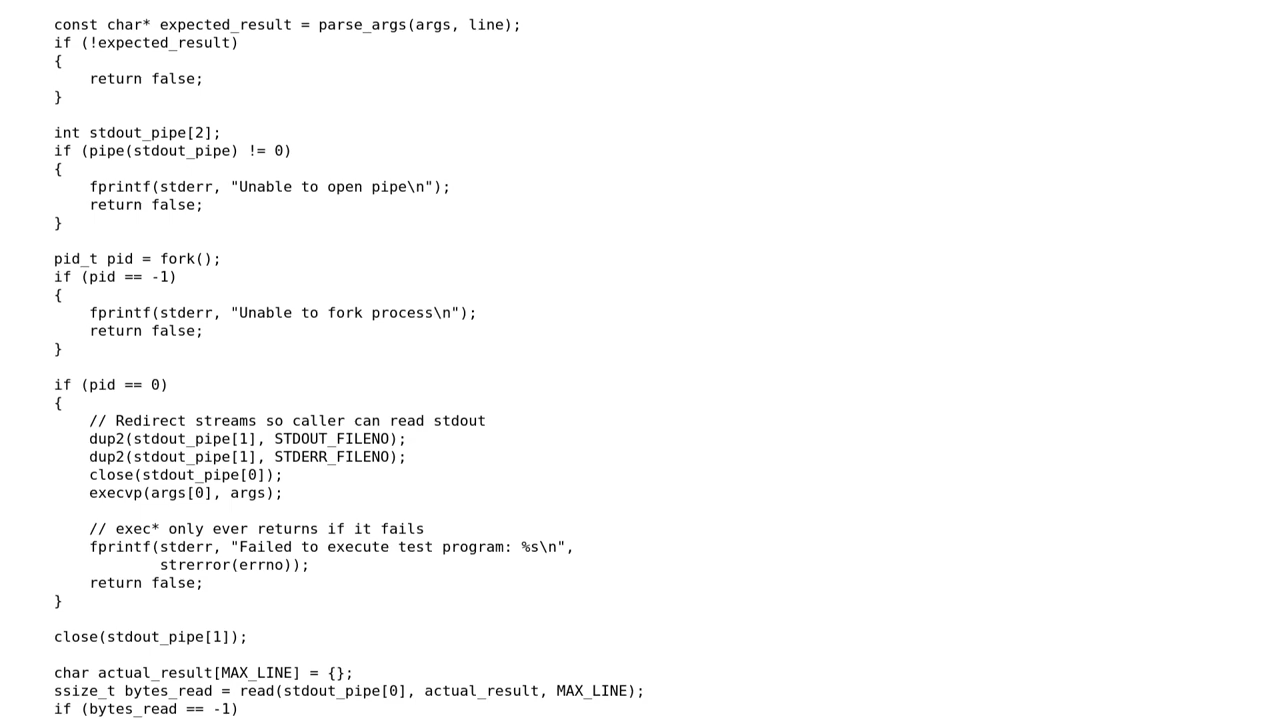 const char* expected_result = parse_args(args, line);
if (!expected_result)
{
    return false;
}

int stdout_pipe[2];
if (pipe(stdout_pipe) != 0)
{
    fprintf(stderr, "Unable to open pipe\n");
    return false;
}

pid_t pid = fork();
if (pid == -1)
{
    fprintf(stderr, "Unable to fork process\n");
    return false;
}

if (pid == 0)
{
    // Redirect streams so caller can read stdout
    dup2(stdout_pipe[1], STDOUT_FILENO);
    dup2(stdout_pipe[1], STDERR_FILENO);
    close(stdout_pipe[0]);
    execvp(args[0], args);

    // exec* only ever returns if it fails
    fprintf(stderr, "Failed to execute test program: %s\n",
            strerror(errno));
    return false;
}

close(stdout_pipe[1]);

char actual_result[MAX_LINE] = {};
ssize_t bytes_read = read(stdout_pipe[0], actual_result, MAX_LINE);
if (bytes_read == -1)